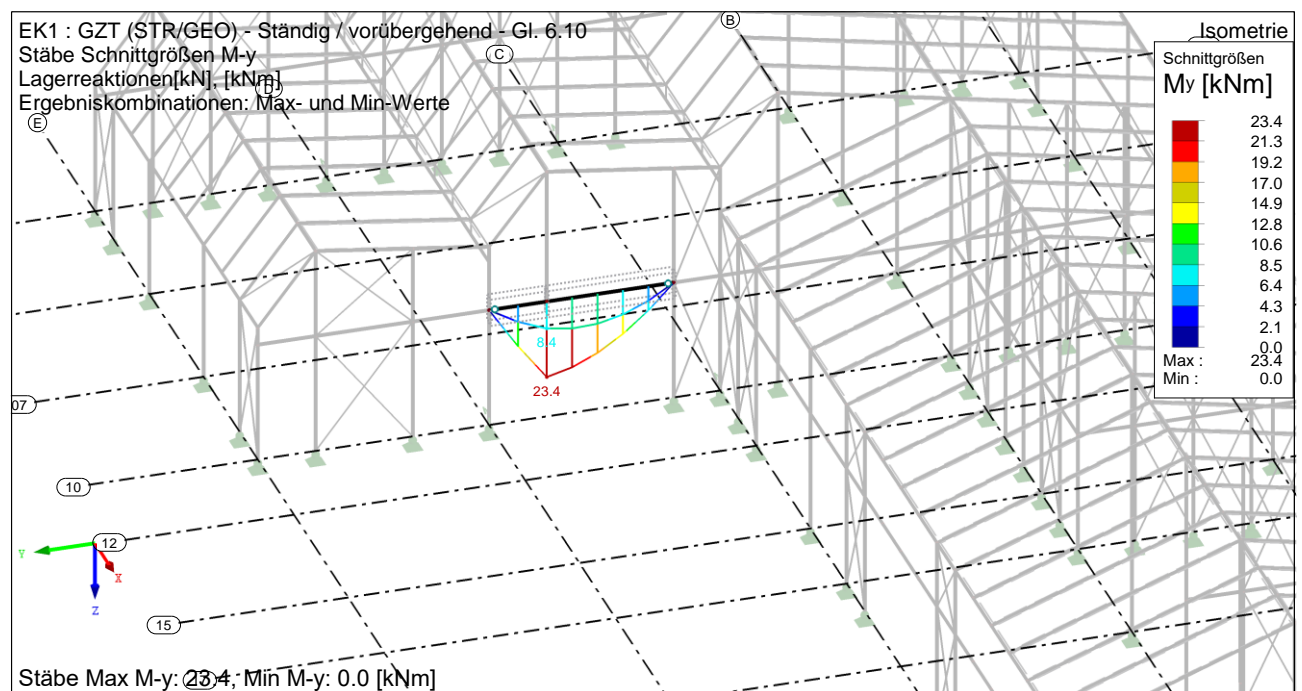 EK1 : GZT (STR/GEO) - Ständig / vorübergehend - Gl. 6.10
Stäbe Schnittgrößen M-y
Lagerreaktionen[kN], [kNm]
Ergebniskombinationen: Max- und Min-Werte
Isometrie
B
C
D
E
Schnittgrößen
My [kNm]
23.4
21.3
19.2
17.0
14.9
12.8
10.6
8.5
6.4
4.3
2.1
0.0
Max : 23.4
Min : 0.0
8.4
23.4
07
10
12
15
Y
X
Z
Stäbe Max M-y: 23.4, Min M-y: 0.0 [kNm]